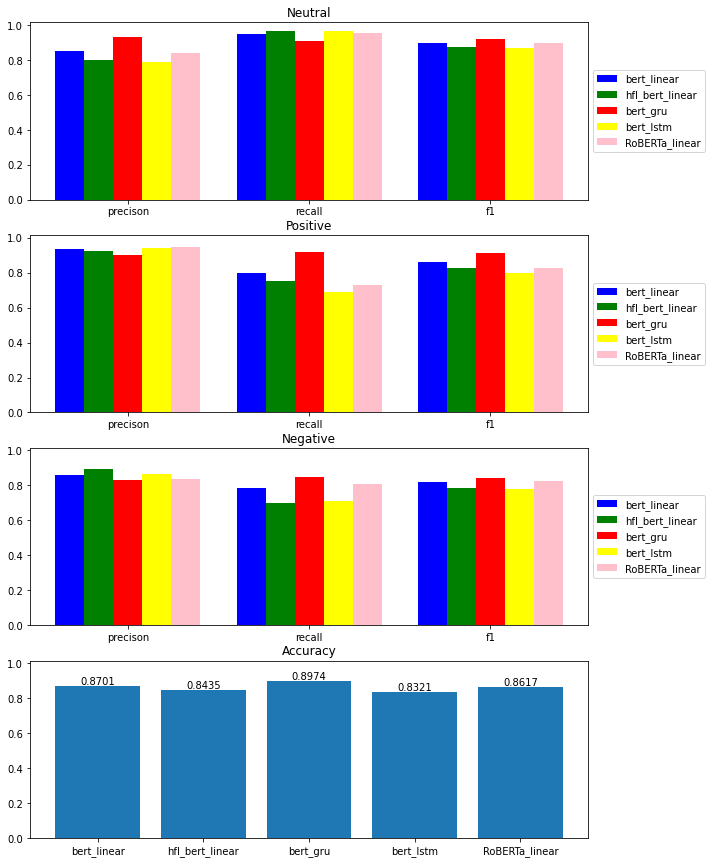 Neutral
1.0
0.8
0.6
0.4
0.2
0.0
precison recall f1
bert_linear
hfl_bert_linear
bert_gru
bert_lstm
RoBERTa_linear
Positive
1.0
0.8
0.6
0.4
0.2
0.0
precison recall f1
bert_linear
hfl_bert_linear
bert_gru
bert_lstm
RoBERTa_linear
Negative
1.0
0.8
0.6
0.4
0.2
0.0
precison recall f1
bert_linear
hfl_bert_linear
bert_gru
bert_lstm
RoBERTa_linear
Accuracy
1.0
0.8
0.6
0.4
0.2
0.0
0.8701 0.8435 0.8974 0.8321 0.8617
bert_linear hfl_bert_linear bert_gru bert_lstm RoBERTa_linear